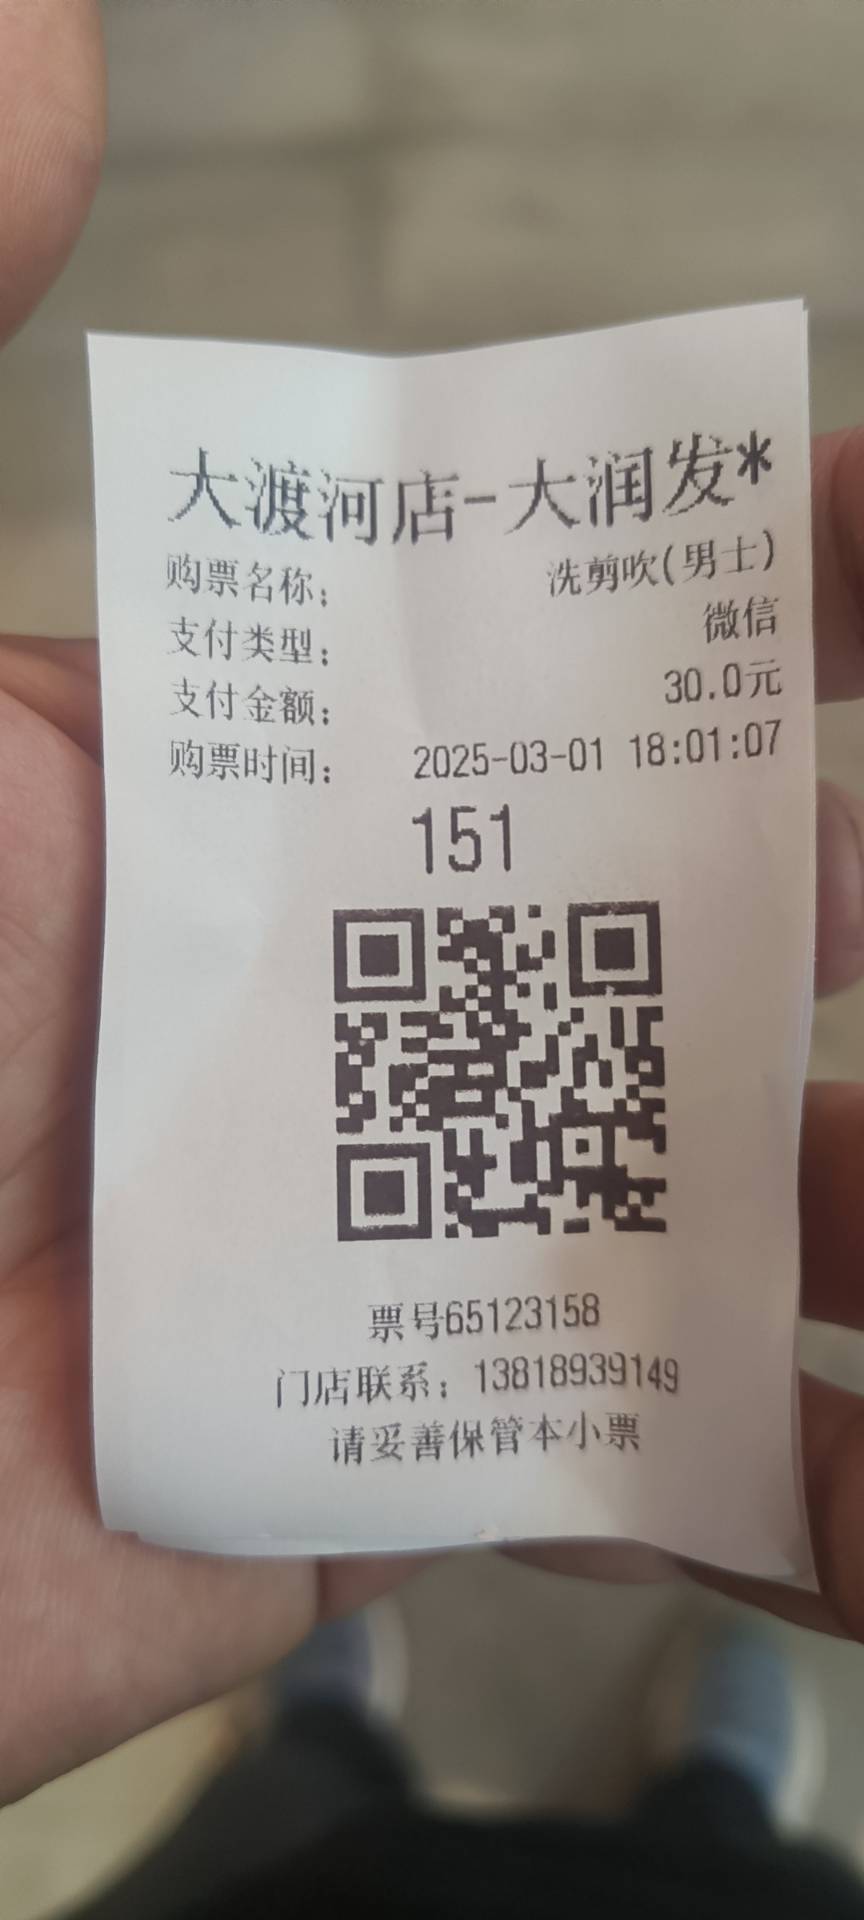 大渡河店-大润发*
购票名称： 洗剪吹(男士)
支付类型： 微信
支付金额： 30.0元
购票时间： 2025-03-01 18:01:07
151
票号65123158
门店联系：13818939149
请妥善保管本小票